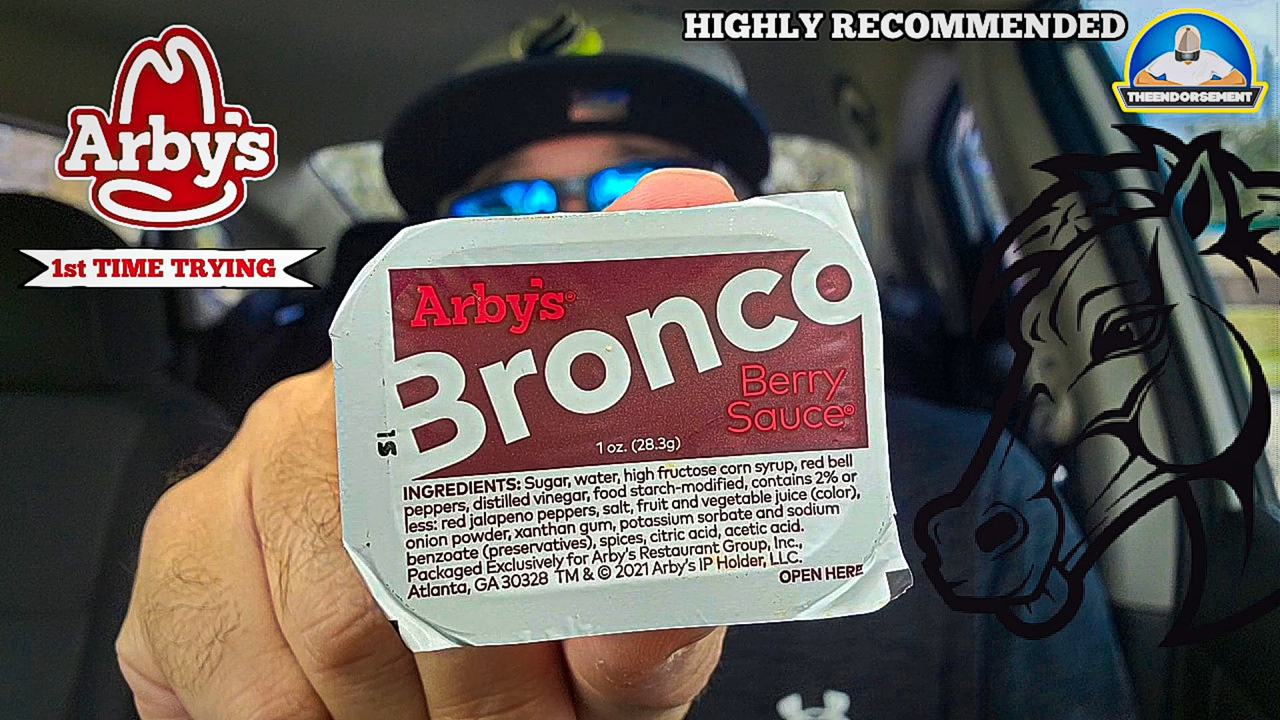 HIGHLY RECOMMENDED
THEENDORSEMENT
Arby's
1st TIME TRYING
Arby's®
Bronco
Berry
Sauce®
1 oz. (28.3g)
INGREDIENTS: Sugar, water, high fructose corn syrup, red bell
peppers, distilled vinegar, food starch-modified, contains 2% or
less: red jalapeno peppers, salt, fruit and vegetable juice (color),
onion powder, xanthan gum, potassium sorbate and sodium
benzoate (preservatives), spices, citric acid, acetic acid.
Packaged Exclusively for Arby's Restaurant Group, Inc.,
Atlanta, GA 30328 TM & © 2021 Arby's IP Holder, LLC.
OPEN HERE